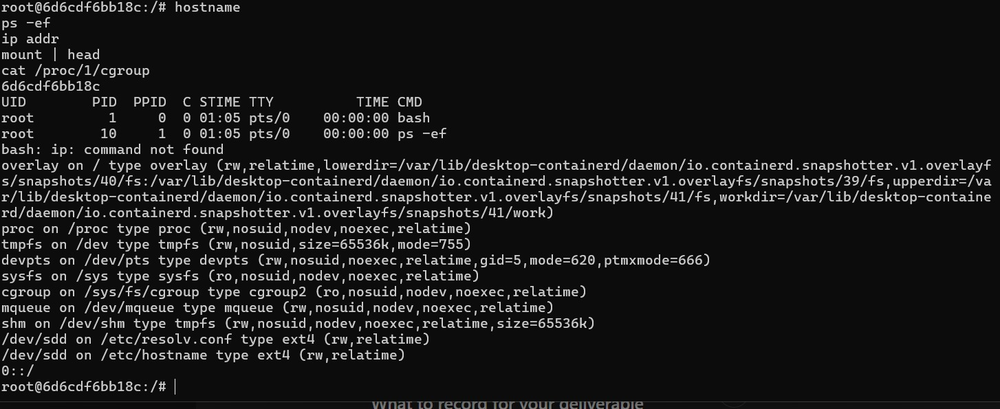 root@6d6cdf6bb18c:/# hostname
ps -ef
ip addr
mount | head
cat /proc/1/cgroup
6d6cdf6bb18c
UID        PID  PPID  C STIME TTY          TIME CMD
root         1     0  0 01:05 pts/0    00:00:00 bash
root        10     1  0 01:05 pts/0    00:00:00 ps -ef
bash: ip: command not found
overlay on / type overlay (rw,relatime,lowerdir=/var/lib/desktop-containerd/daemon/io.containerd.snapshotter.v1.overlayf
s/snapshots/40/fs:/var/lib/desktop-containerd/daemon/io.containerd.snapshotter.v1.overlayfs/snapshots/39/fs,upperdir=/va
r/lib/desktop-containerd/daemon/io.containerd.snapshotter.v1.overlayfs/snapshots/41/fs,workdir=/var/lib/desktop-containe
rd/daemon/io.containerd.snapshotter.v1.overlayfs/snapshots/41/work)
proc on /proc type proc (rw,nosuid,nodev,noexec,relatime)
tmpfs on /dev type tmpfs (rw,nosuid,size=65536k,mode=755)
devpts on /dev/pts type devpts (rw,nosuid,noexec,relatime,gid=5,mode=620,ptmxmode=666)
sysfs on /sys type sysfs (ro,nosuid,nodev,noexec,relatime)
cgroup on /sys/fs/cgroup type cgroup2 (ro,nosuid,nodev,noexec,relatime)
mqueue on /dev/mqueue type mqueue (rw,nosuid,nodev,noexec,relatime)
shm on /dev/shm type tmpfs (rw,nosuid,nodev,noexec,relatime,size=65536k)
/dev/sdd on /etc/resolv.conf type ext4 (rw,relatime)
/dev/sdd on /etc/hostname type ext4 (rw,relatime)
0::/
root@6d6cdf6bb18c:/#
What to record for your deliverable